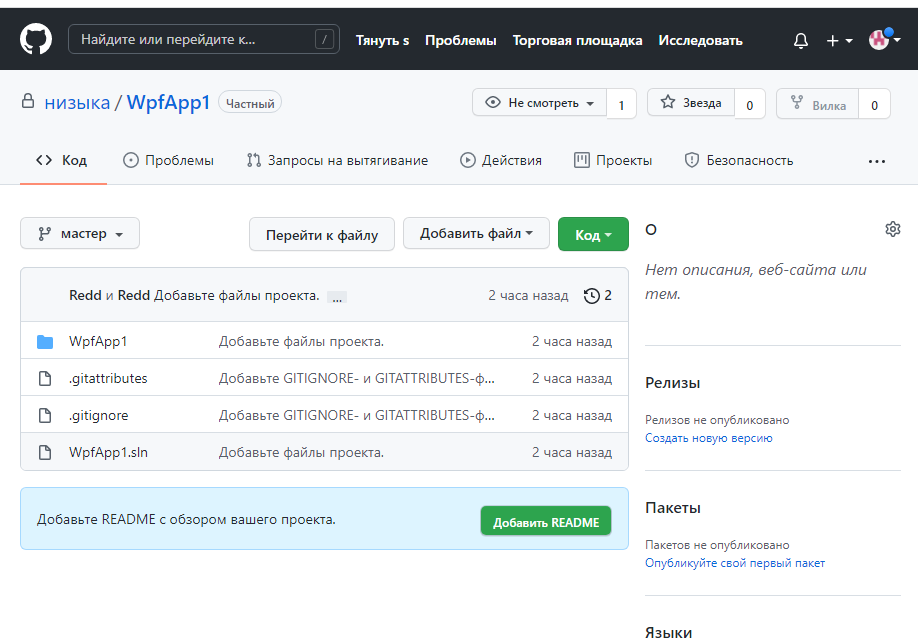 Найдите или перейдите к... /
Тянуть s Проблемы Торговая площадка Исследовать
низыка / WpfApp1 Частный
Не смотреть 1 Звезда 0 Вилка 0
Код Проблемы Запросы на вытягивание Действия Проекты Безопасность ...
мастер Перейти к файлу Добавить файл Код
Redd и Redd Добавьте файлы проекта. ... 2 часа назад 2
WpfApp1 Добавьте файлы проекта. 2 часа назад
.gitattributes Добавьте GITIGNORE- и GITATTRIBUTES-ф... 2 часа назад
.gitignore Добавьте GITIGNORE- и GITATTRIBUTES-ф... 2 часа назад
WpfApp1.sln Добавьте файлы проекта. 2 часа назад
Добавьте README с обзором вашего проекта. Добавить README
О
Нет описания, веб-сайта или
тем.
Релизы
Релизов не опубликовано
Создать новую версию
Пакеты
Пакетов не опубликовано
Опубликуйте свой первый пакет
Языки